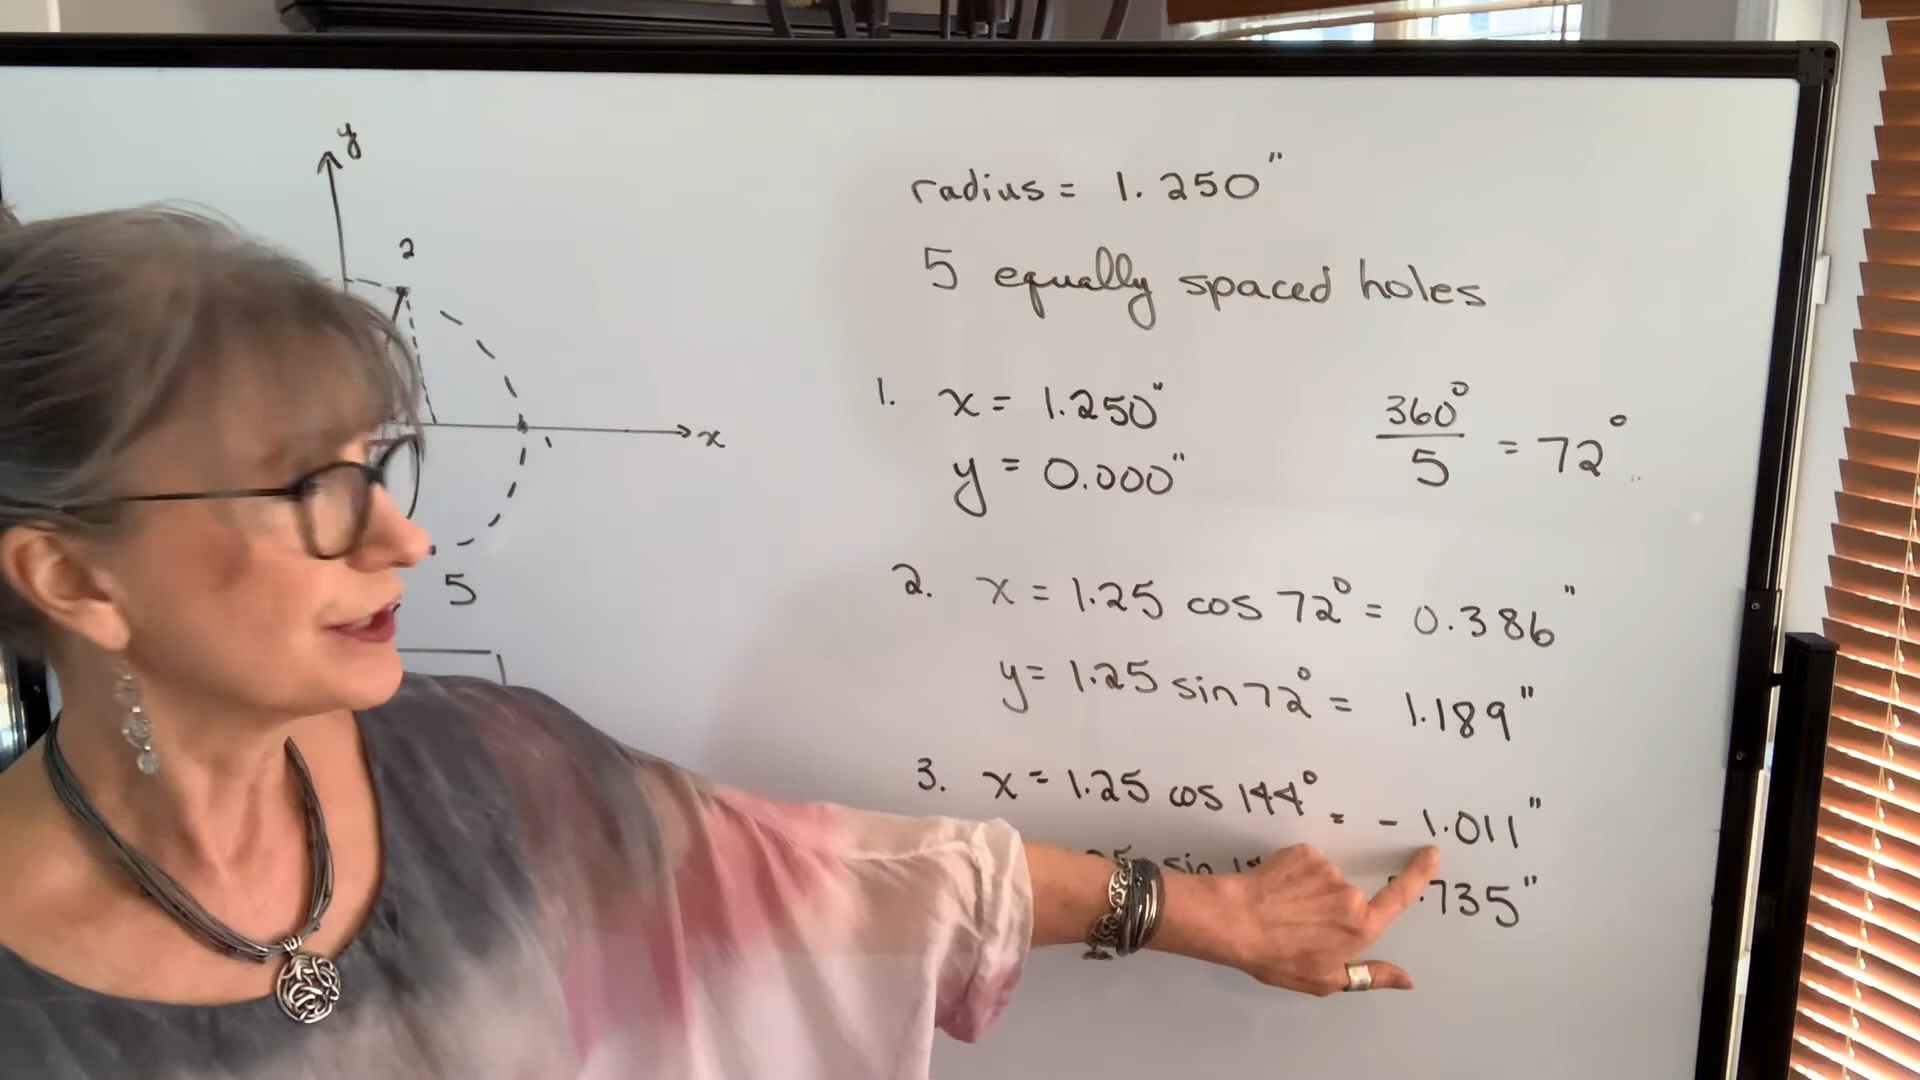 y
2
x
5
radius = 1.250"
5 equally spaced holes
1. x = 1.250"
y = 0.000"
360°
5
= 72°
2. x = 1.25 cos 72° = 0.386"
y = 1.25 sin 72° = 1.189"
3. x = 1.25 cos 144° = - 1.011"
sin
.735"